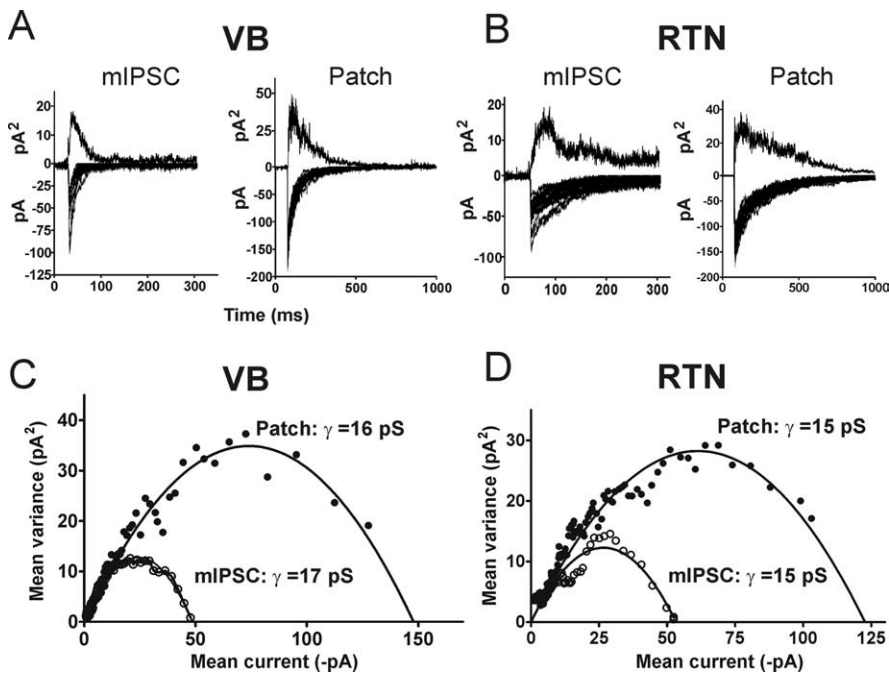 A VB B RTN
mIPSC Patch mIPSC Patch
20 50 20 40
pA² 10 pA² 25 pA² 10 pA² 20
0 0 0 0
-25 -50 -50
pA -50 pA -100 pA -50 pA -100
-75 -150 -100 -150
-100 -200 -200
-125
0 100 200 300 0 500 1000 0 100 200 300 0 500 1000
Time (ms)
C VB D RTN
Mean variance (pA²) Mean variance (pA²)
40 30
30 20
20 10
10 0
0
Patch: γ =16 pS Patch: γ =15 pS
mIPSC: γ =17 pS mIPSC: γ =15 pS
0 50 100 150 0 25 50 75 100 125
Mean current (-pA) Mean current (-pA)